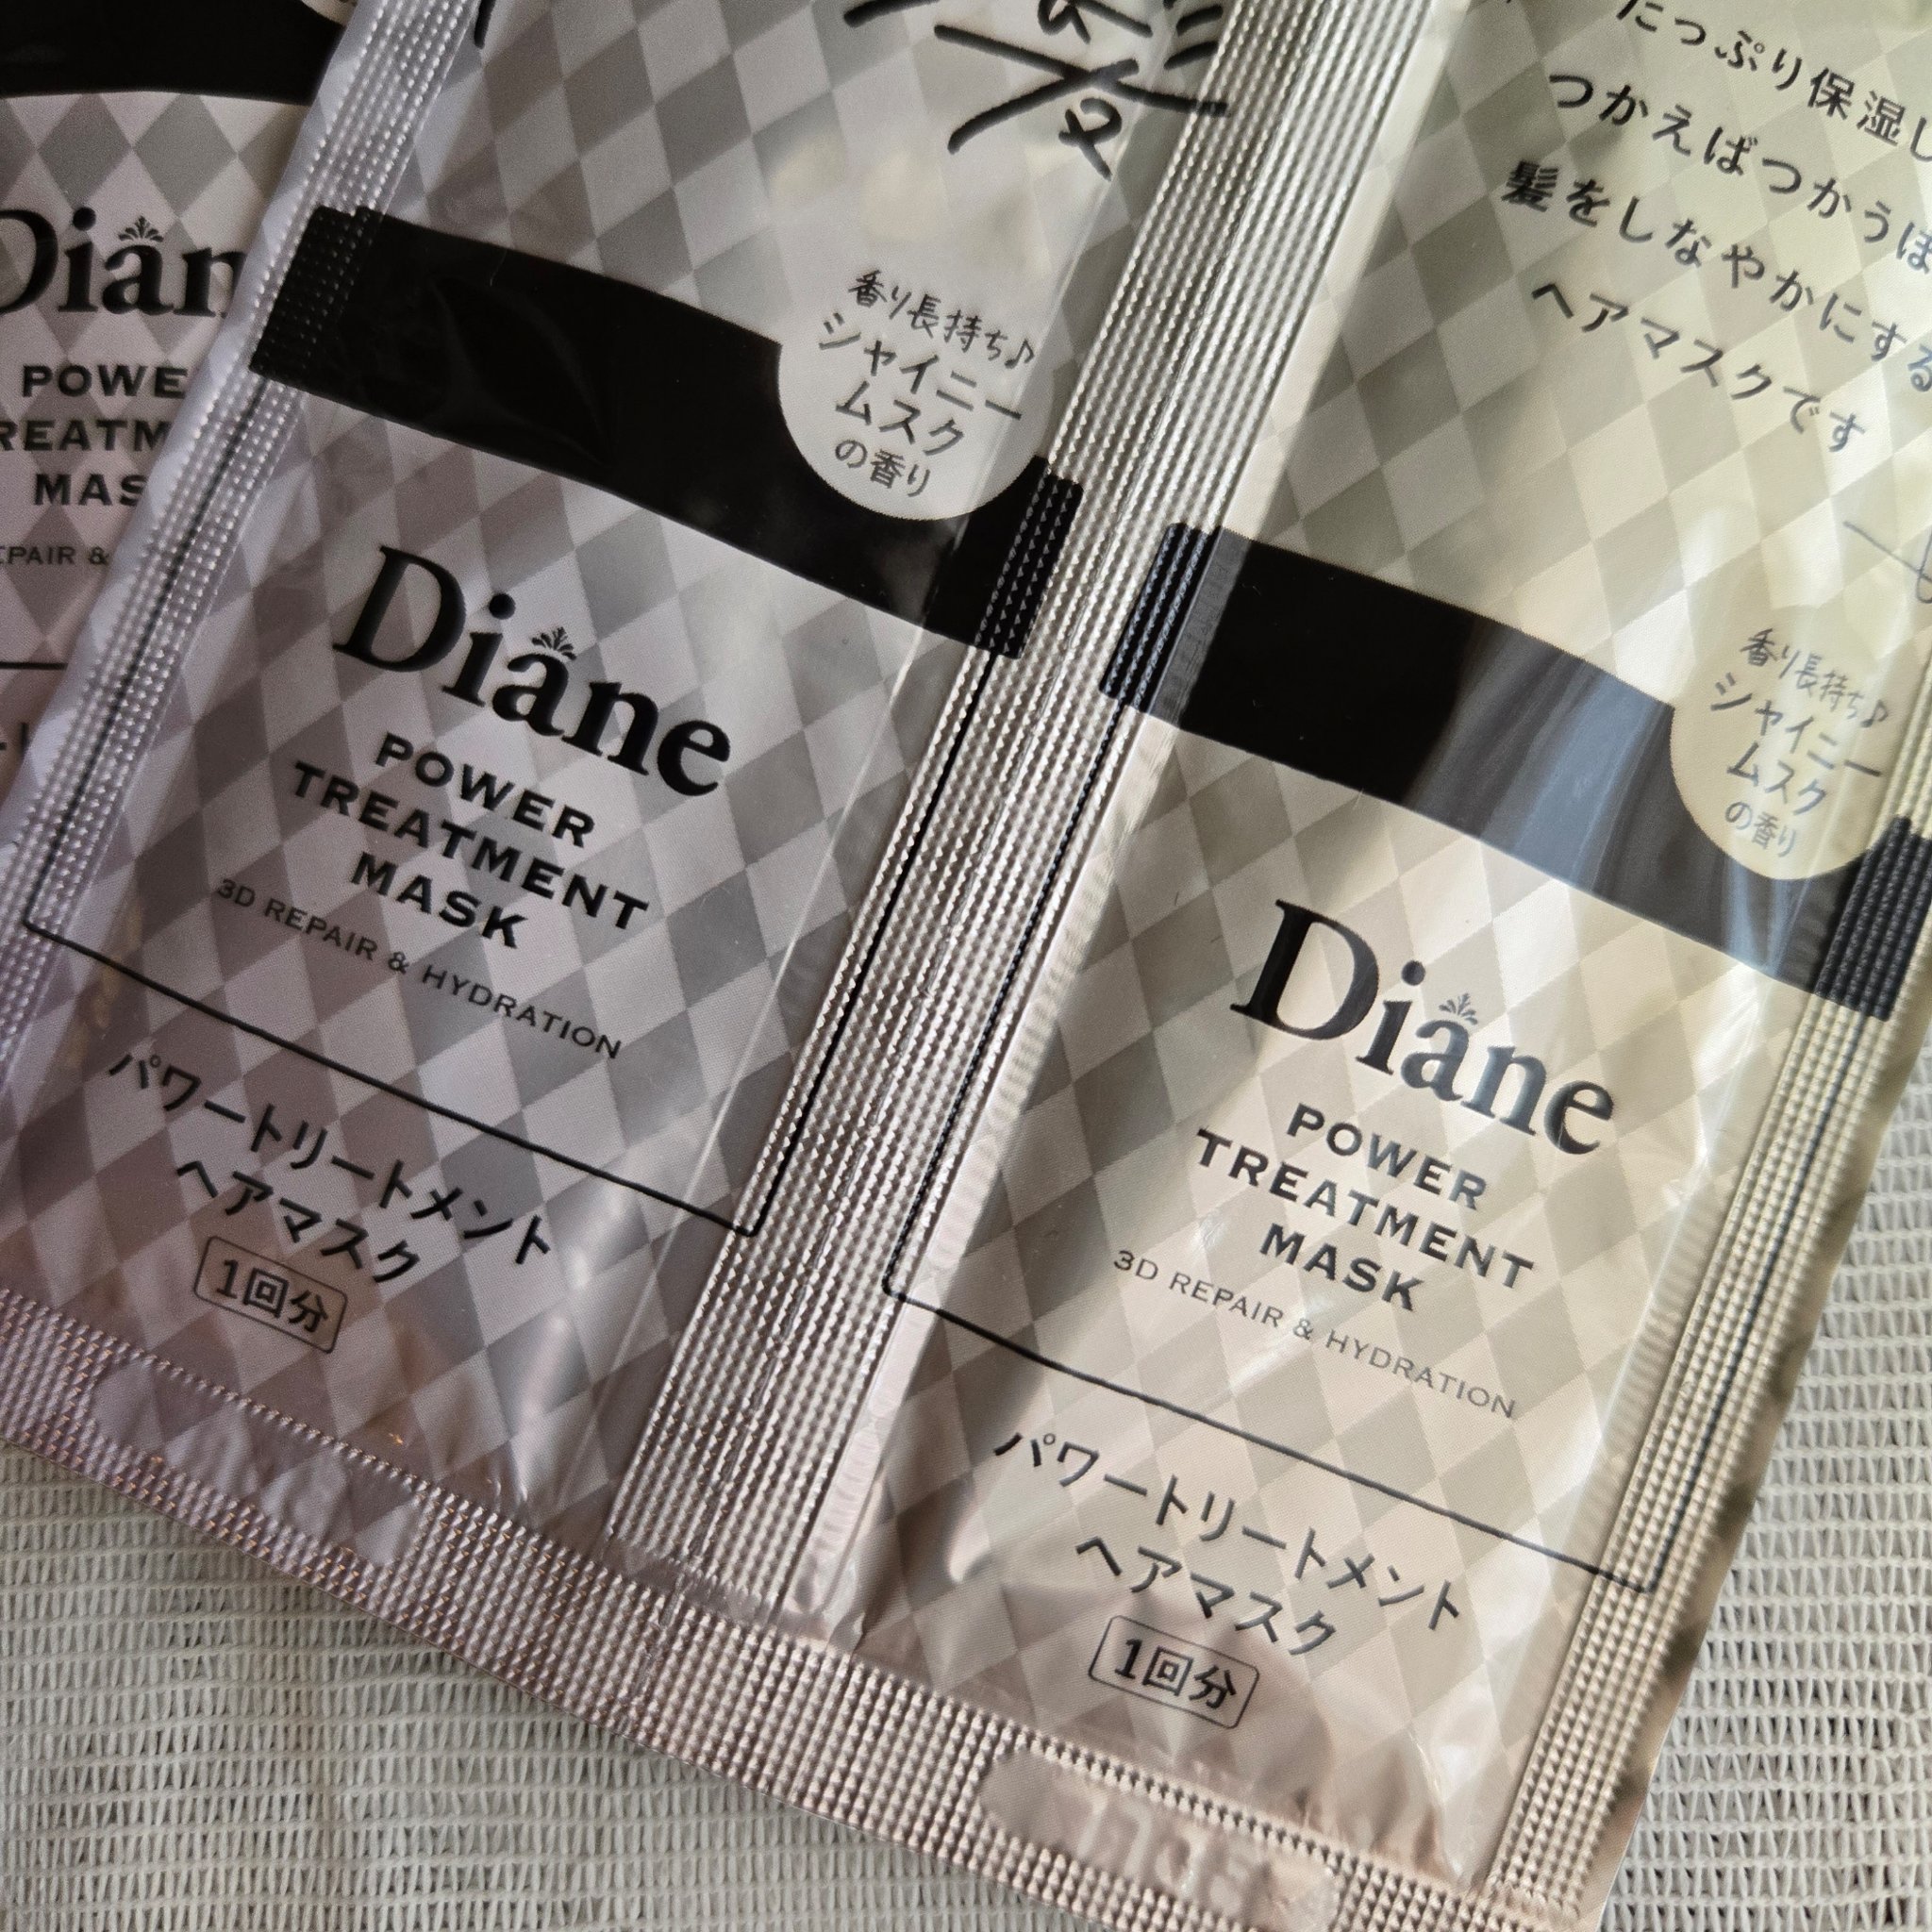 Diane
POWER
TREATMENT
MASK
髪
香り長持ち♪
シャイニー
ムスク
の香り
Diane
POWER
TREATMENT
MASK
3D REPAIR & HYDRATION
パワートリートメント
ヘアマスク
1回分
たっぷり保湿し
つかえばつかうほ
髪をしなやかにする
ヘアマスクです
香り長持ち♪
シャイニー
ムスク
の香り
Diane
POWER
TREATMENT
MASK
3D REPAIR & HYDRATION
パワートリートメント
ヘアマスク
1回分